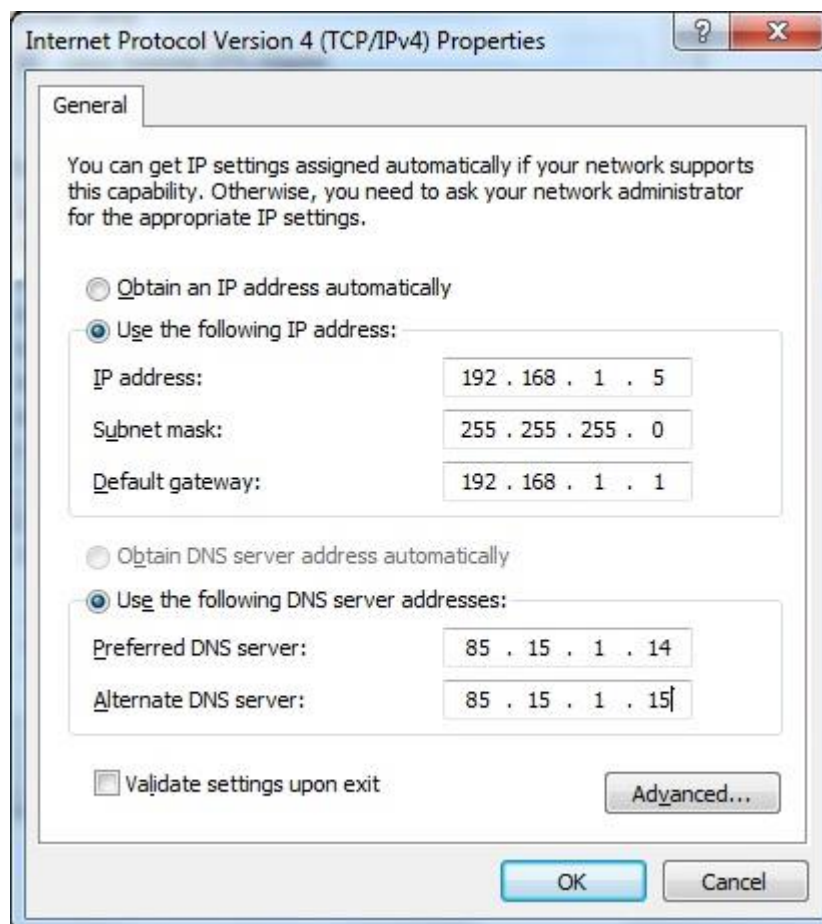 Internet Protocol Version 4 (TCP/IPv4) Properties
?
General
You can get IP settings assigned automatically if your network supports
this capability. Otherwise, you need to ask your network administrator
for the appropriate IP settings.
Obtain an IP address automatically
Use the following IP address:
IP address: 192 . 168 . 1 . 5
Subnet mask: 255 . 255 . 255 . 0
Default gateway: 192 . 168 . 1 . 1
Obtain DNS server address automatically
Use the following DNS server addresses:
Preferred DNS server: 85 . 15 . 1 . 14
Alternate DNS server: 85 . 15 . 1 . 15
Validate settings upon exit
Advanced...
OK Cancel